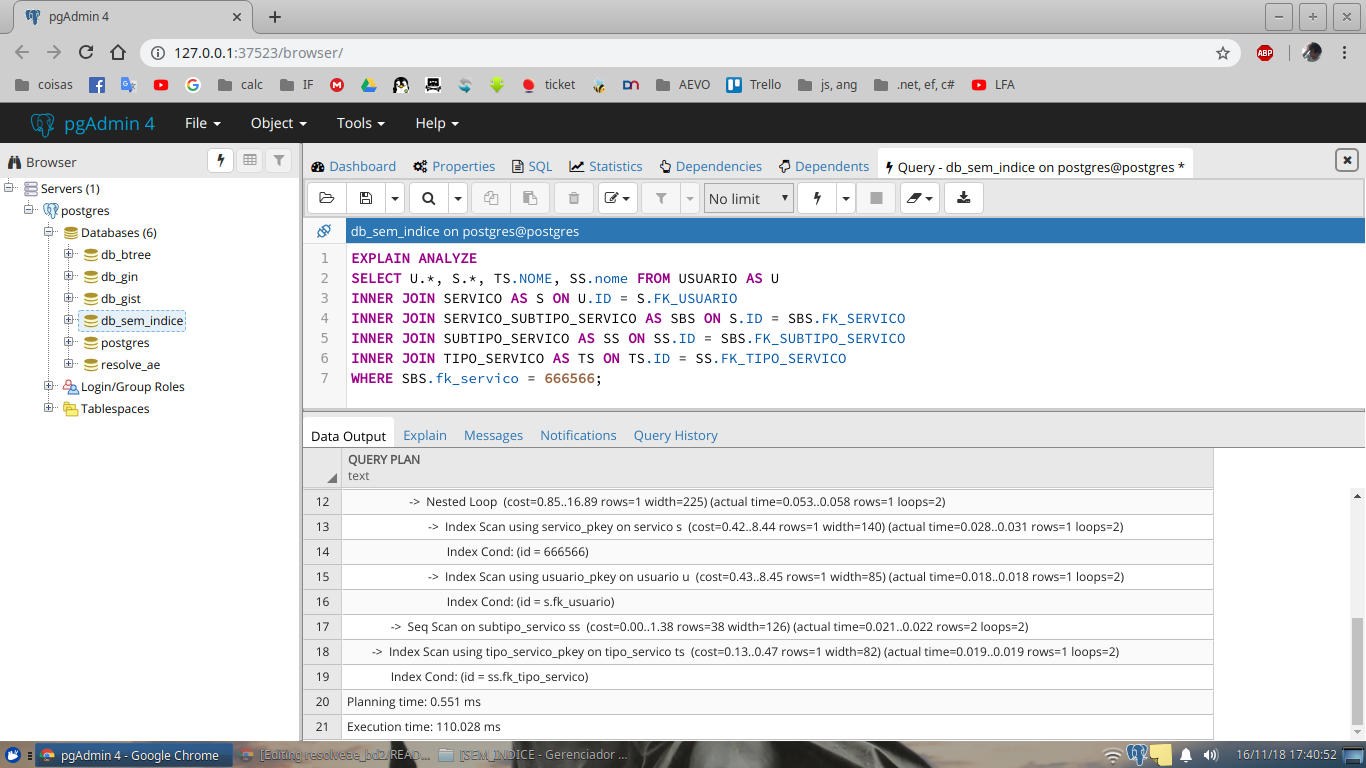 pgAdmin 4
127.0.0.1:37523/browser/
ABP
coisas
calc
IF
ticket
AEVO
Trello
js, ang
.net, ef, c#
LFA
pgAdmin 4 File Object Tools Help
Browser
Servers (1)
postgres
Databases (6)
db_btree
db_gin
db_gist
db_sem_indice
postgres
resolve_ae
Login/Group Roles
Tablespaces
Dashboard Properties SQL Statistics Dependencies Dependents Query - db_sem_indice on postgres@postgres *
No limit
db_sem_indice on postgres@postgres
1 EXPLAIN ANALYZE
2 SELECT U.*, S.*, TS.NOME, SS.nome FROM USUARIO AS U
3 INNER JOIN SERVICO AS S ON U.ID = S.FK_USUARIO
4 INNER JOIN SERVICO_SUBTIPO_SERVICO AS SBS ON S.ID = SBS.FK_SERVICO
5 INNER JOIN SUBTIPO_SERVICO AS SS ON SS.ID = SBS.FK_SUBTIPO_SERVICO
6 INNER JOIN TIPO_SERVICO AS TS ON TS.ID = SS.FK_TIPO_SERVICO
7 WHERE SBS.fk_servico = 666566;
Data Output Explain Messages Notifications Query History
QUERY PLAN
text
12 -> Nested Loop (cost=0.85..16.89 rows=1 width=225) (actual time=0.053..0.058 rows=1 loops=2)
13 -> Index Scan using servico_pkey on servico s (cost=0.42..8.44 rows=1 width=140) (actual time=0.028..0.031 rows=1 loops=2)
14 Index Cond: (id = 666566)
15 -> Index Scan using usuario_pkey on usuario u (cost=0.43..8.45 rows=1 width=85) (actual time=0.018..0.018 rows=1 loops=2)
16 Index Cond: (id = s.fk_usuario)
17 -> Seq Scan on subtipo_servico ss (cost=0.00..1.38 rows=38 width=126) (actual time=0.021..0.022 rows=2 loops=2)
18 -> Index Scan using tipo_servico_pkey on tipo_servico ts (cost=0.13..0.47 rows=1 width=82) (actual time=0.019..0.019 rows=1 loops=2)
19 Index Cond: (id = ss.fk_tipo_servico)
20 Planning time: 0.551 ms
21 Execution time: 110.028 ms
pgAdmin 4 - Google Chrome [Editing resolveae_bd2/READ... [SEM_INDICE - Gerenciador ... 16/11/18 17:40:52